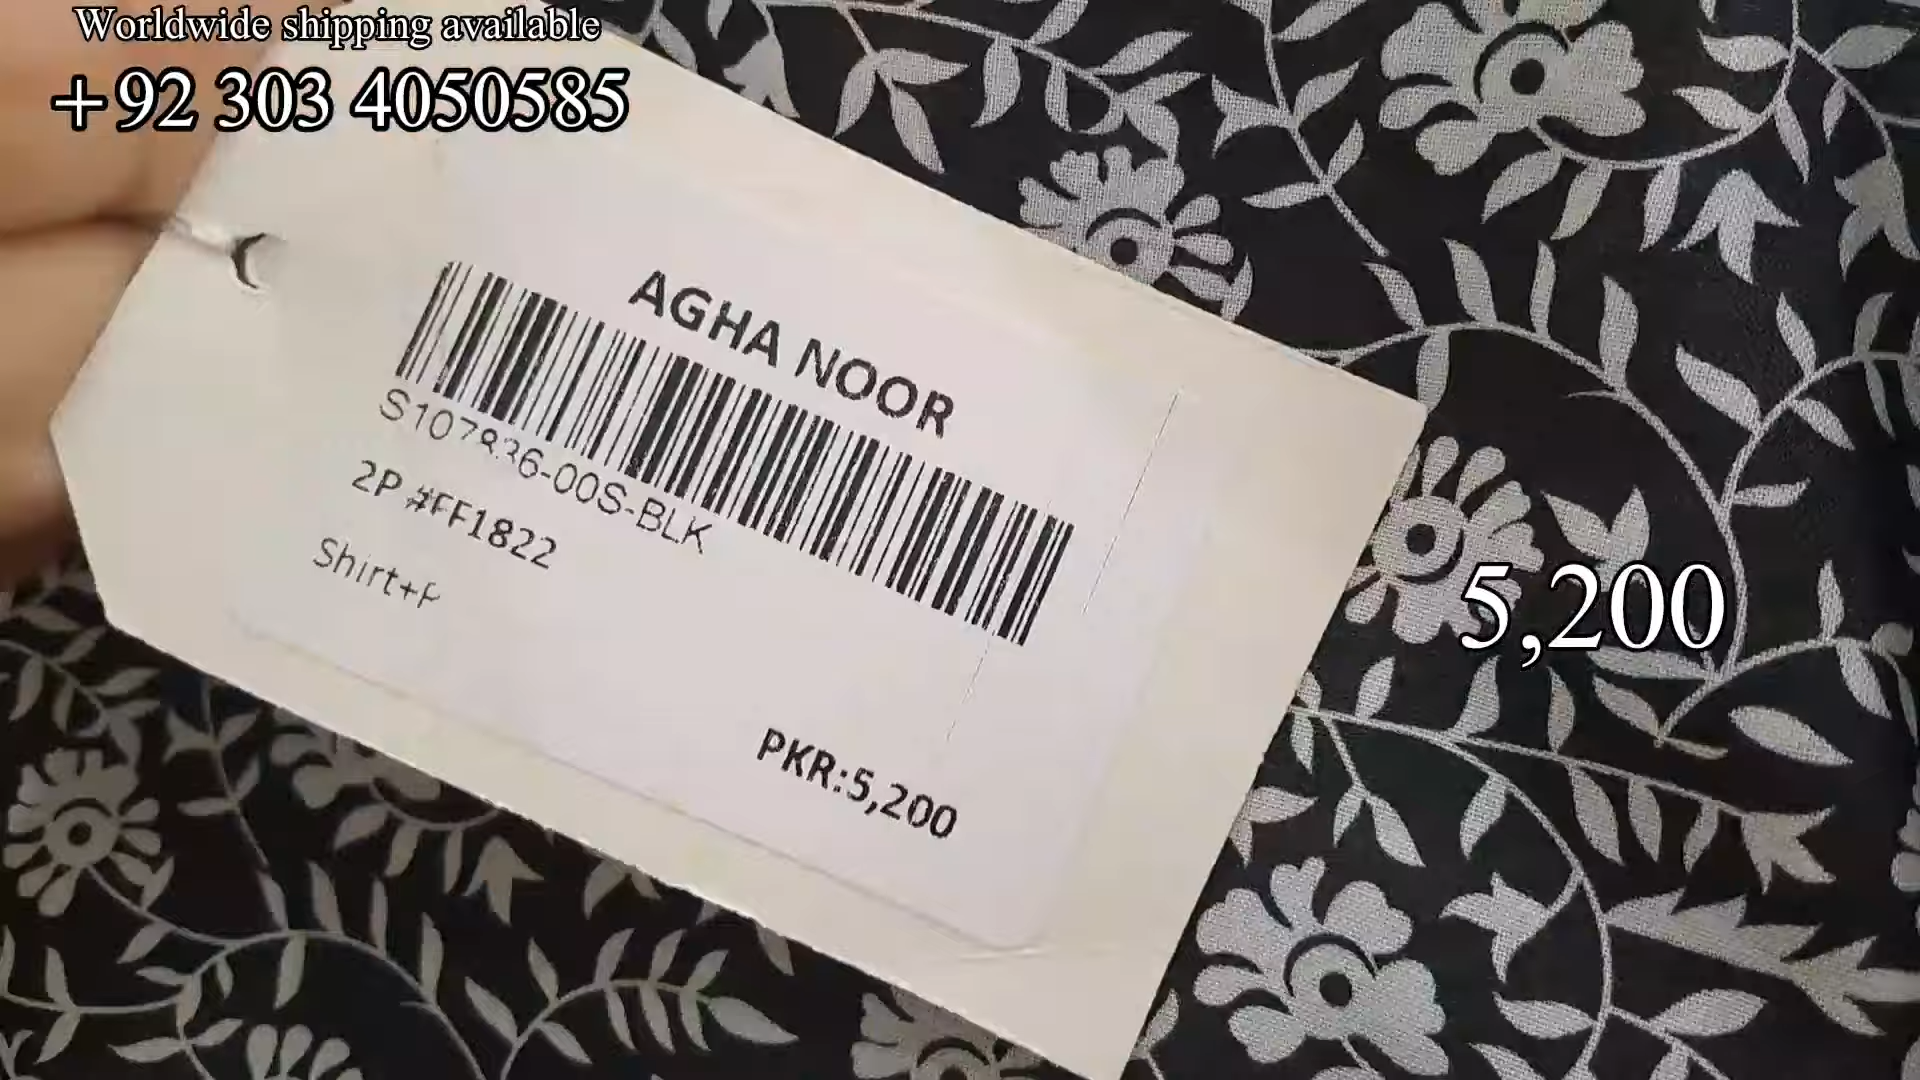 Worldwide shipping available
+92 303 4050585
AGHA NOOR
S107836-00S-BLK
2P #FF1822
Shirt+P
PKR:5,200
5,200